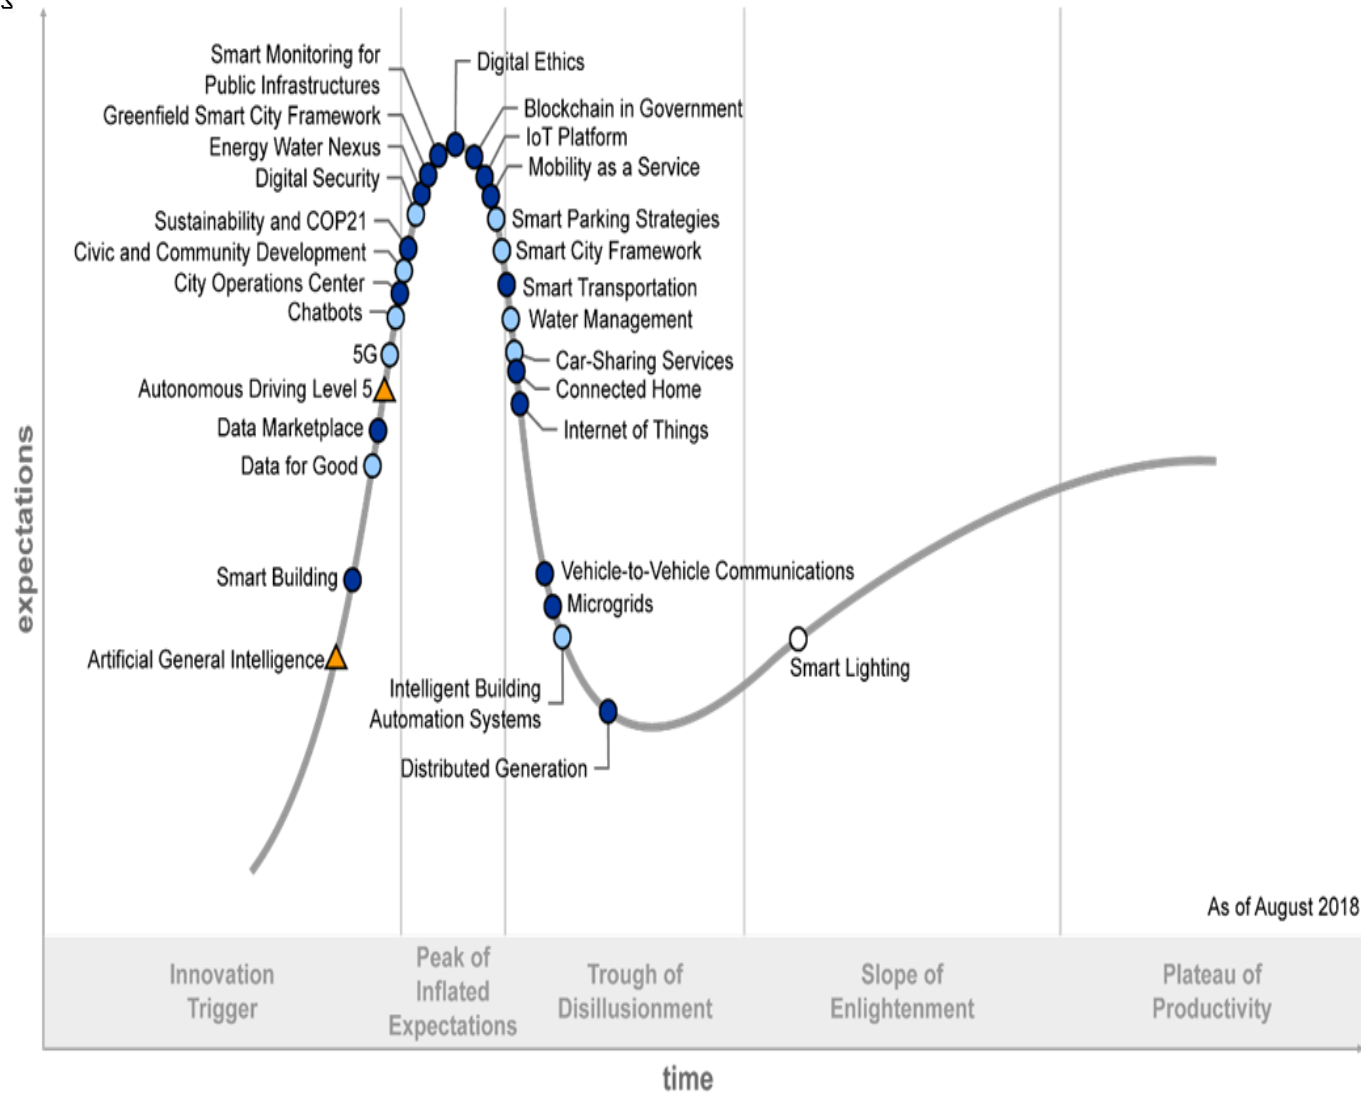 Smart Monitoring for
Public Infrastructures
Greenfield Smart City Framework
Energy Water Nexus
Digital Security
Sustainability and COP21
Civic and Community Development
City Operations Center
Chatbots
5G
Autonomous Driving Level 5
Data Marketplace
Data for Good
Smart Building
Artificial General Intelligence
Digital Ethics
Blockchain in Government
IoT Platform
Mobility as a Service
Smart Parking Strategies
Smart City Framework
Smart Transportation
Water Management
Car-Sharing Services
Connected Home
Internet of Things
Vehicle-to-Vehicle Communications
Microgrids
Intelligent Building
Automation Systems
Distributed Generation
Smart Lighting
As of August 2018
expectations
Innovation
Trigger
Peak of
Inflated
Expectations
Trough of
Disillusionment
Slope of
Enlightenment
Plateau of
Productivity
time